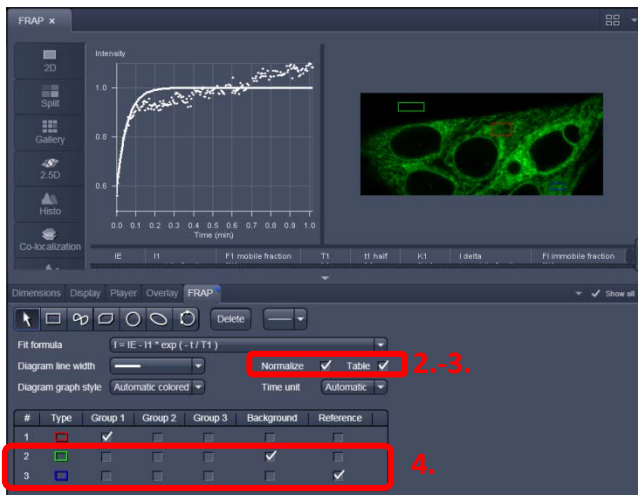 FRAP ×
2D
Split
Gallery
2.5D
Histo
Co-localization
Intensity
1.0
0.8
0.6
0.0 0.1 0.2 0.3 0.4 0.5 0.6 0.7 0.8 0.9 1.0
Time (min)
IE I1 F1 mobile fraction T1 t1 half K1 I delta FI immobile fraction
Dimensions Display Player Overlay FRAP Show all
Delete
Fit formula I = IE - I1 * exp ( - t / T1 )
Diagram line width Normalize Table 2.-3.
Diagram graph style Automatic colored Time unit Automatic
# Type Group 1 Group 2 Group 3 Background Reference
1
2
3
4.